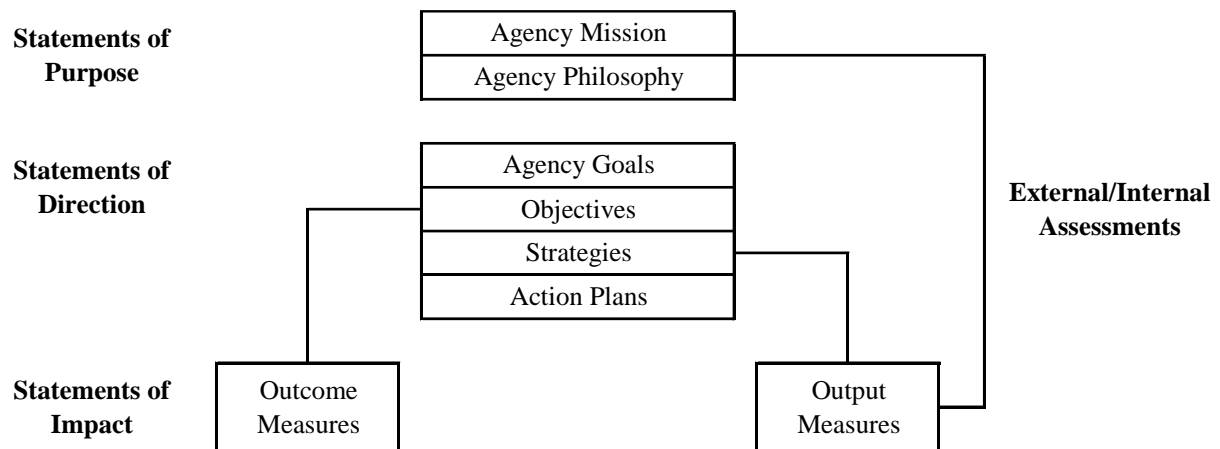 Statements of
Purpose
Agency Mission
Agency Philosophy
Statements of
Direction
Agency Goals
Objectives
Strategies
Action Plans
External/Internal
Assessments
Statements of
Impact
Outcome
Measures
Output
Measures